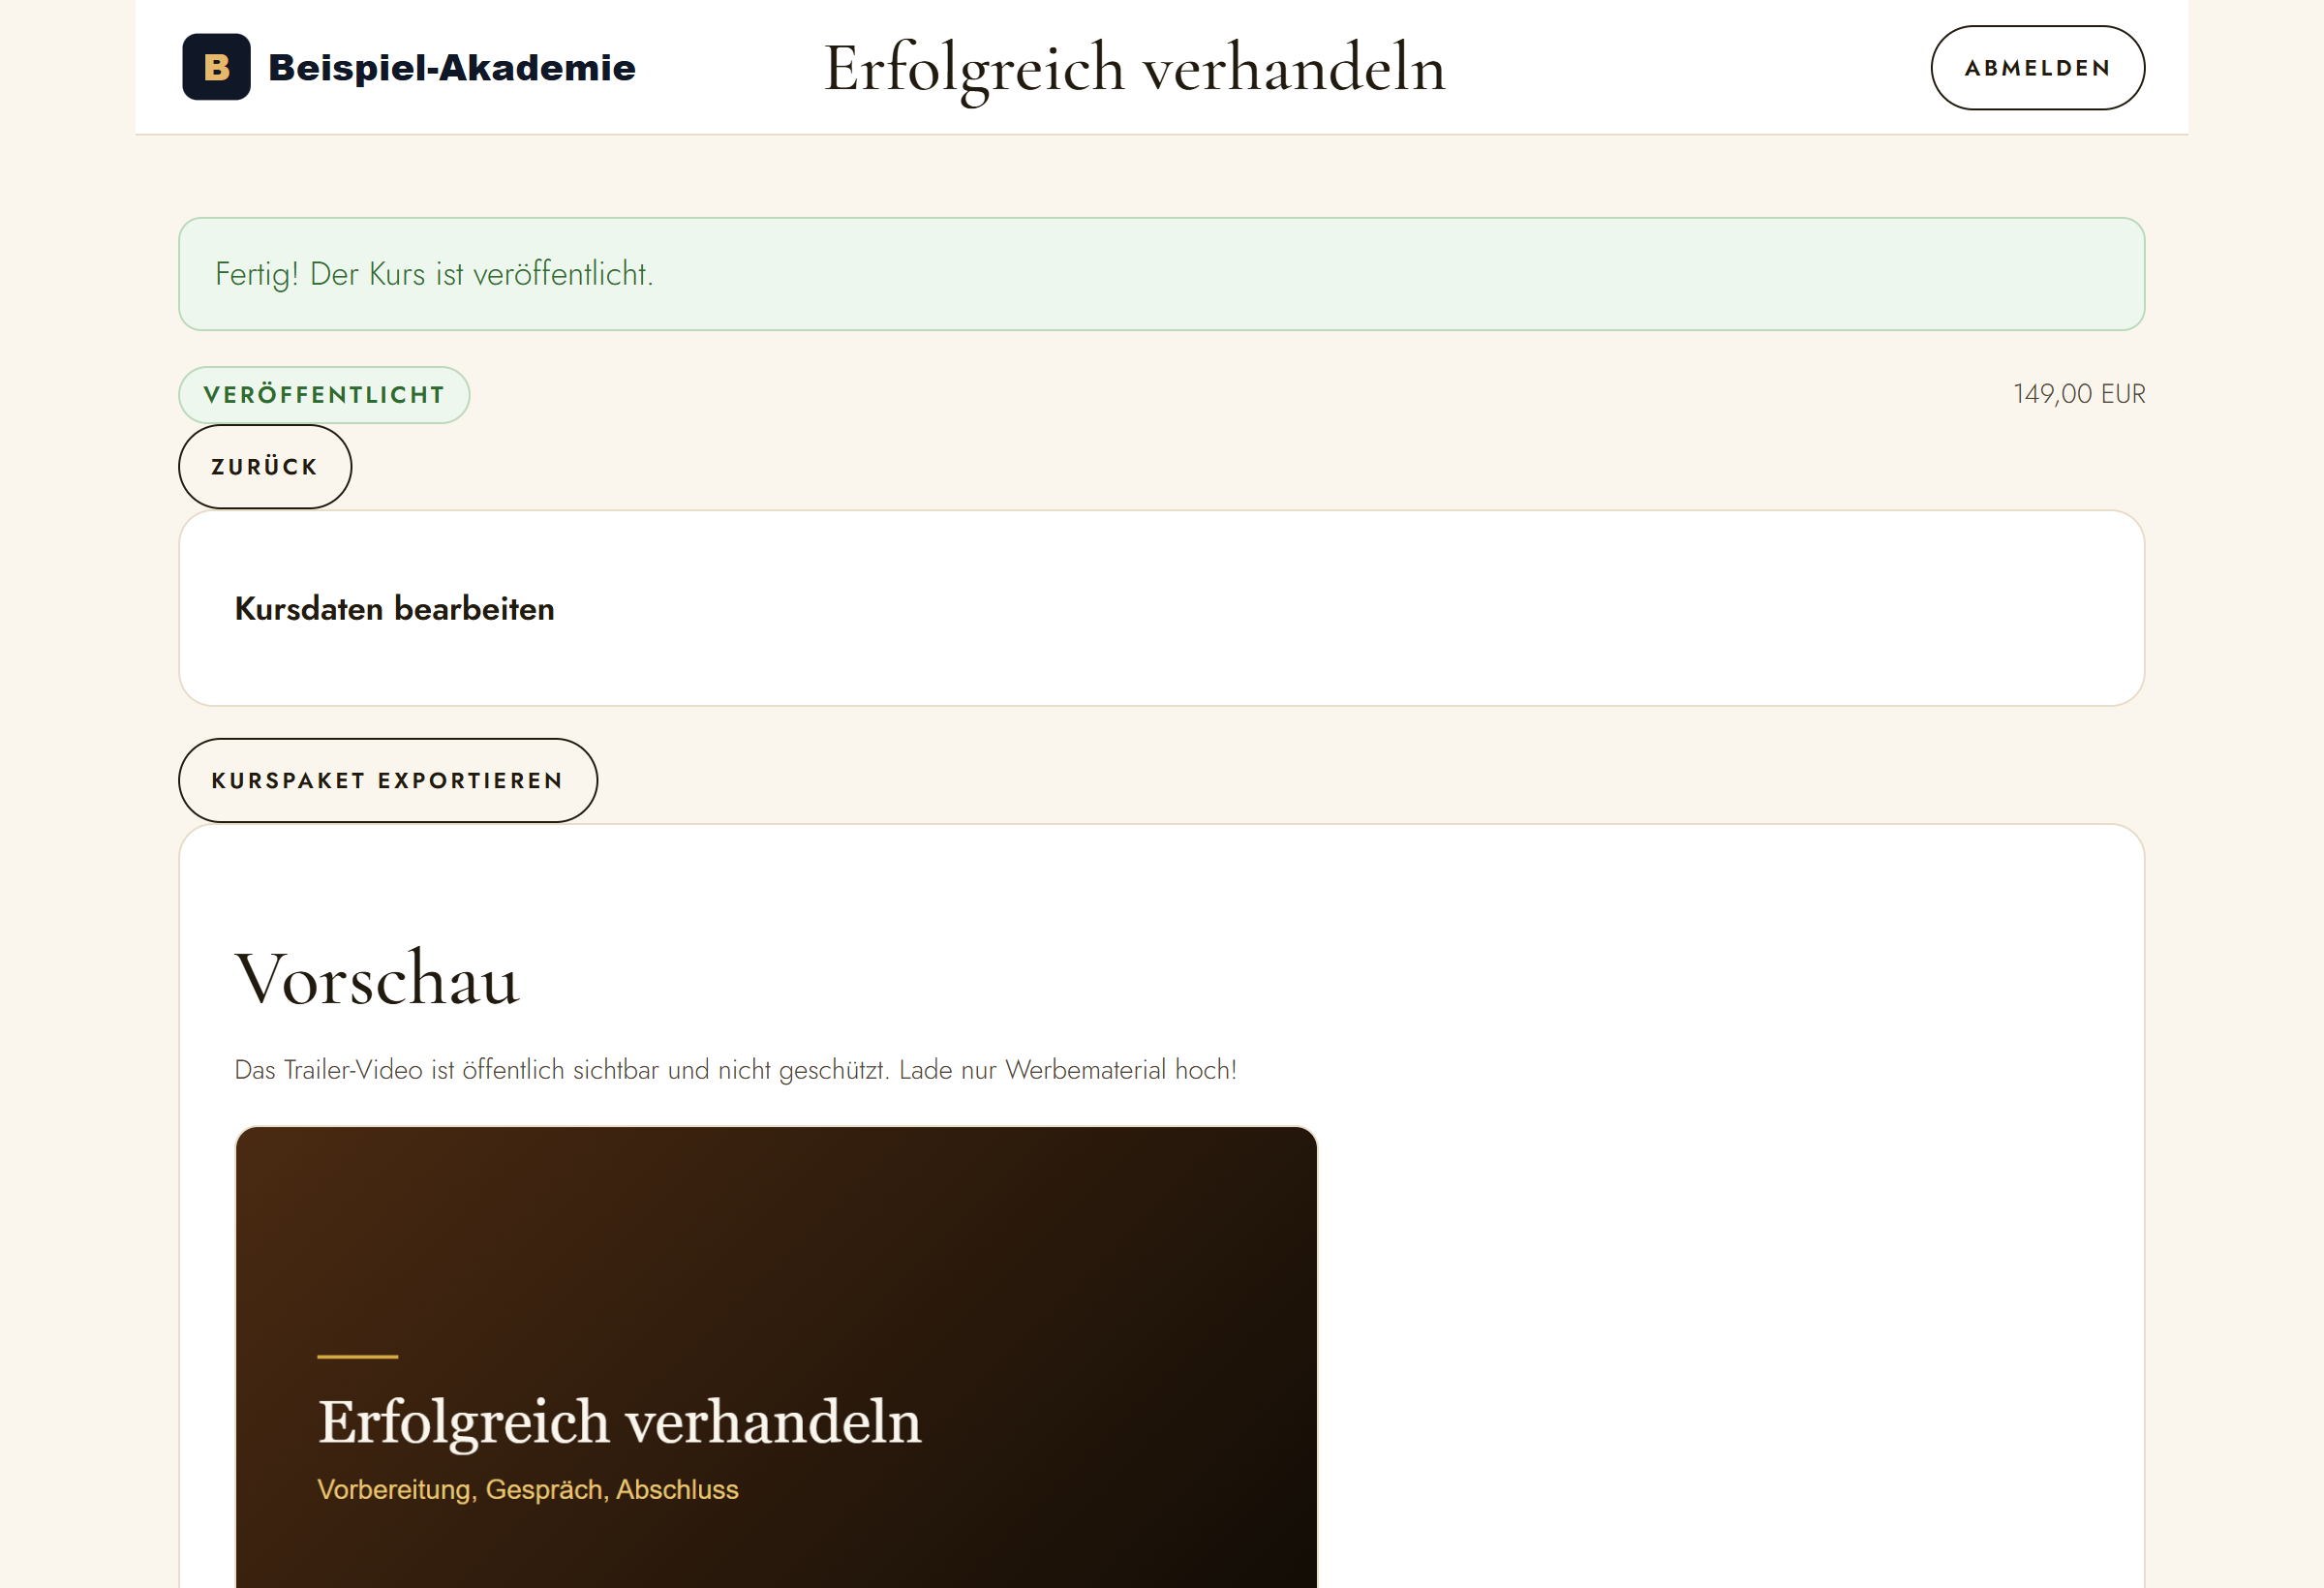 B Beispiel-Akademie
Erfolgreich verhandeln
ABMELDEN
Fertig! Der Kurs ist veröffentlicht.
VERÖFFENTLICHT
149,00 EUR
ZURÜCK
Kursdaten bearbeiten
KURSPAKET EXPORTIEREN
Vorschau
Das Trailer-Video ist öffentlich sichtbar und nicht geschützt. Lade nur Werbematerial hoch!
Erfolgreich verhandeln
Vorbereitung, Gespräch, Abschluss